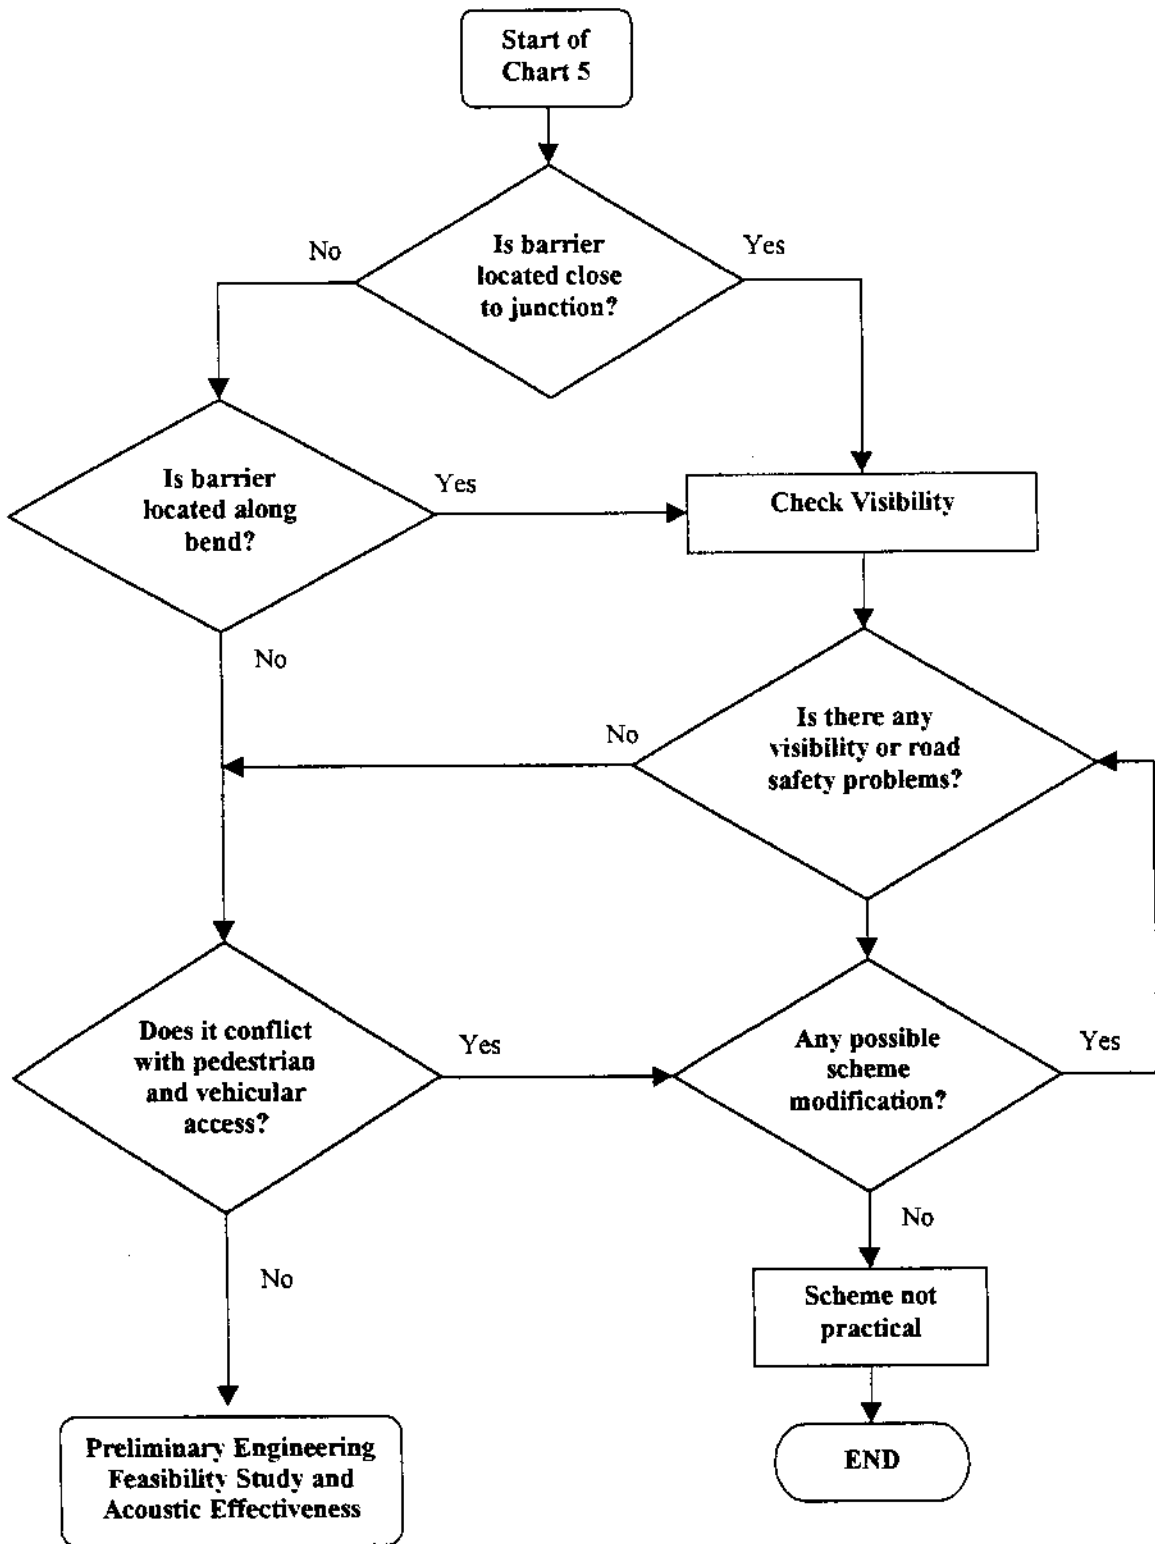 Start of
Chart 5
Is barrier
located close
to junction?
No
Yes
Is barrier
located along
bend?
Yes
Check Visibility
No
Is there any
visibility or road
safety problems?
No
Does it conflict
with pedestrian
and vehicular
access?
Yes
Any possible
scheme
modification?
Yes
No
No
Scheme not
practical
Preliminary Engineering
Feasibility Study and
Acoustic Effectiveness
END